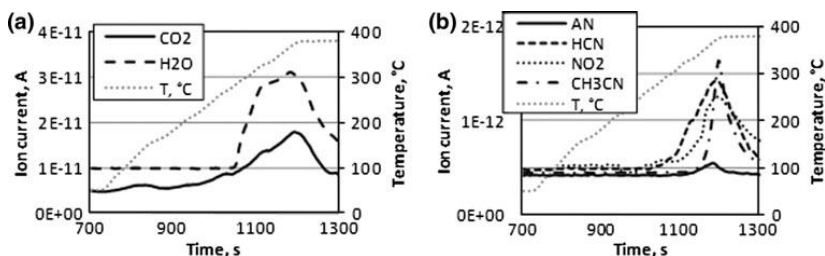 (a)
4E-11
3E-11
2E-11
1E-11
0E+00
Ion current, A
CO2
H2O
T, °C
400
300
200
100
0
Temperature, °C
700 900 1100 1300
Time, s
(b)
2E-12
1E-12
0E+00
Ion current, A
AN
HCN
NO2
CH3CN
T, °C
400
300
200
100
0
Temperature, °C
700 900 1100 1300
Time, s